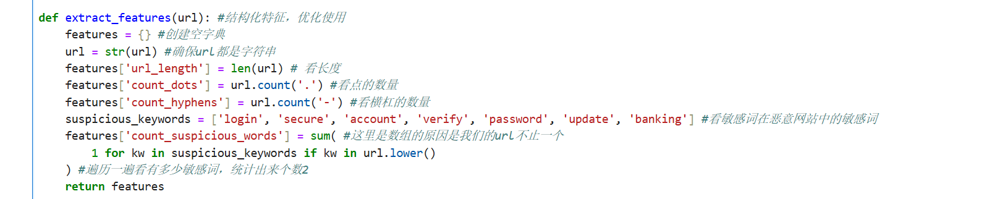 def extract_features(url): #结构化特征，优化使用
    features = {} #创建空字典
    url = str(url) #确保url都是字符串
    features['url_length'] = len(url) # 看长度
    features['count_dots'] = url.count('.') #看点的数量
    features['count_hyphens'] = url.count('-') #看横杠的数量
    suspicious_keywords = ['login', 'secure', 'account', 'verify', 'password', 'update', 'banking'] #看敏感词在恶意网站中的敏感词
    features['count_suspicious_words'] = sum( #这里是数组的原因是我们的url不止一个
        1 for kw in suspicious_keywords if kw in url.lower()
    ) #遍历一遍看有多少敏感词，统计出来个数2
    return features